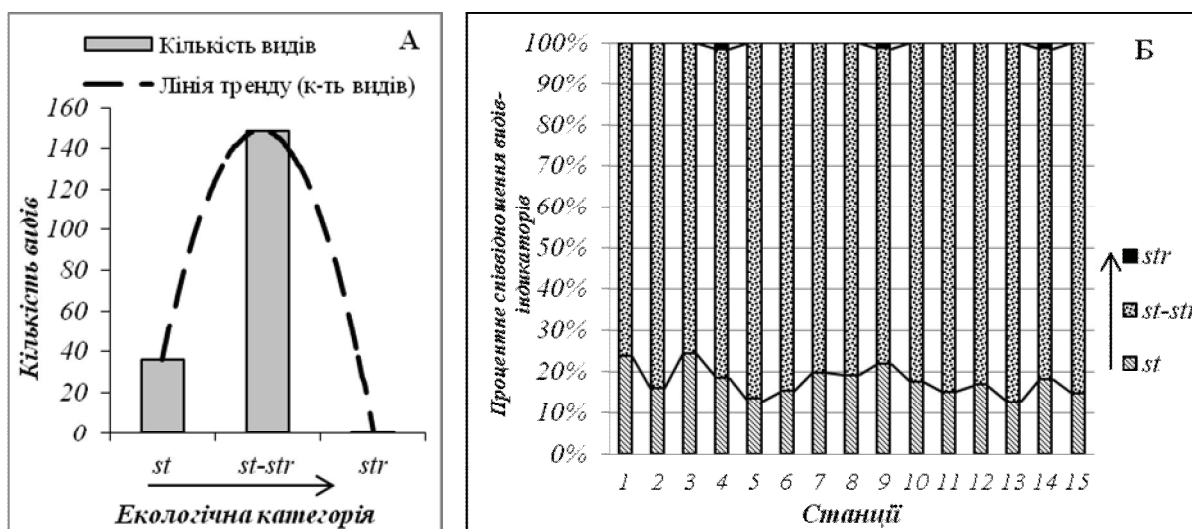 А
Кількість видів
Лінія тренду (к-ть видів)
160
140
120
100
80
60
40
20
0
Кількість видів
st st-str str
Екологічна категорія
Б
100%
90%
80%
70%
60%
50%
40%
30%
20%
10%
0%
Процентне співвідношення видів-
індикаторів
1 2 3 4 5 6 7 8 9 10 11 12 13 14 15
Станції
str
st-str
st